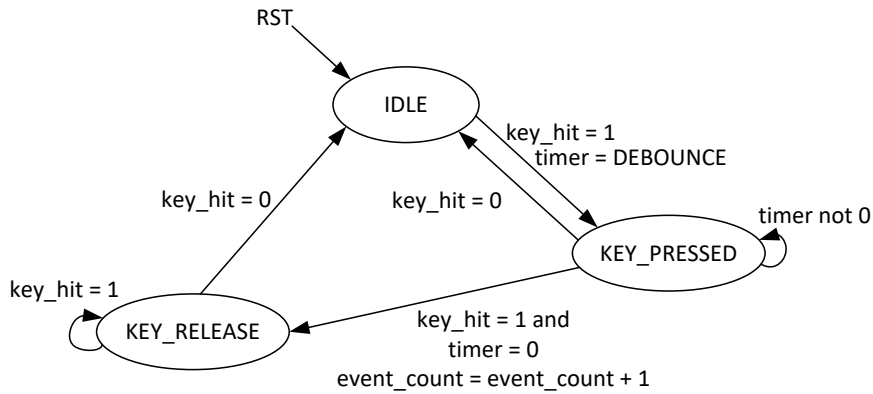 RST
IDLE
key_hit = 1
timer = DEBOUNCE
key_hit = 0
key_hit = 0
timer not 0
KEY_PRESSED
key_hit = 1
KEY_RELEASE
key_hit = 1 and
timer = 0
event_count = event_count + 1